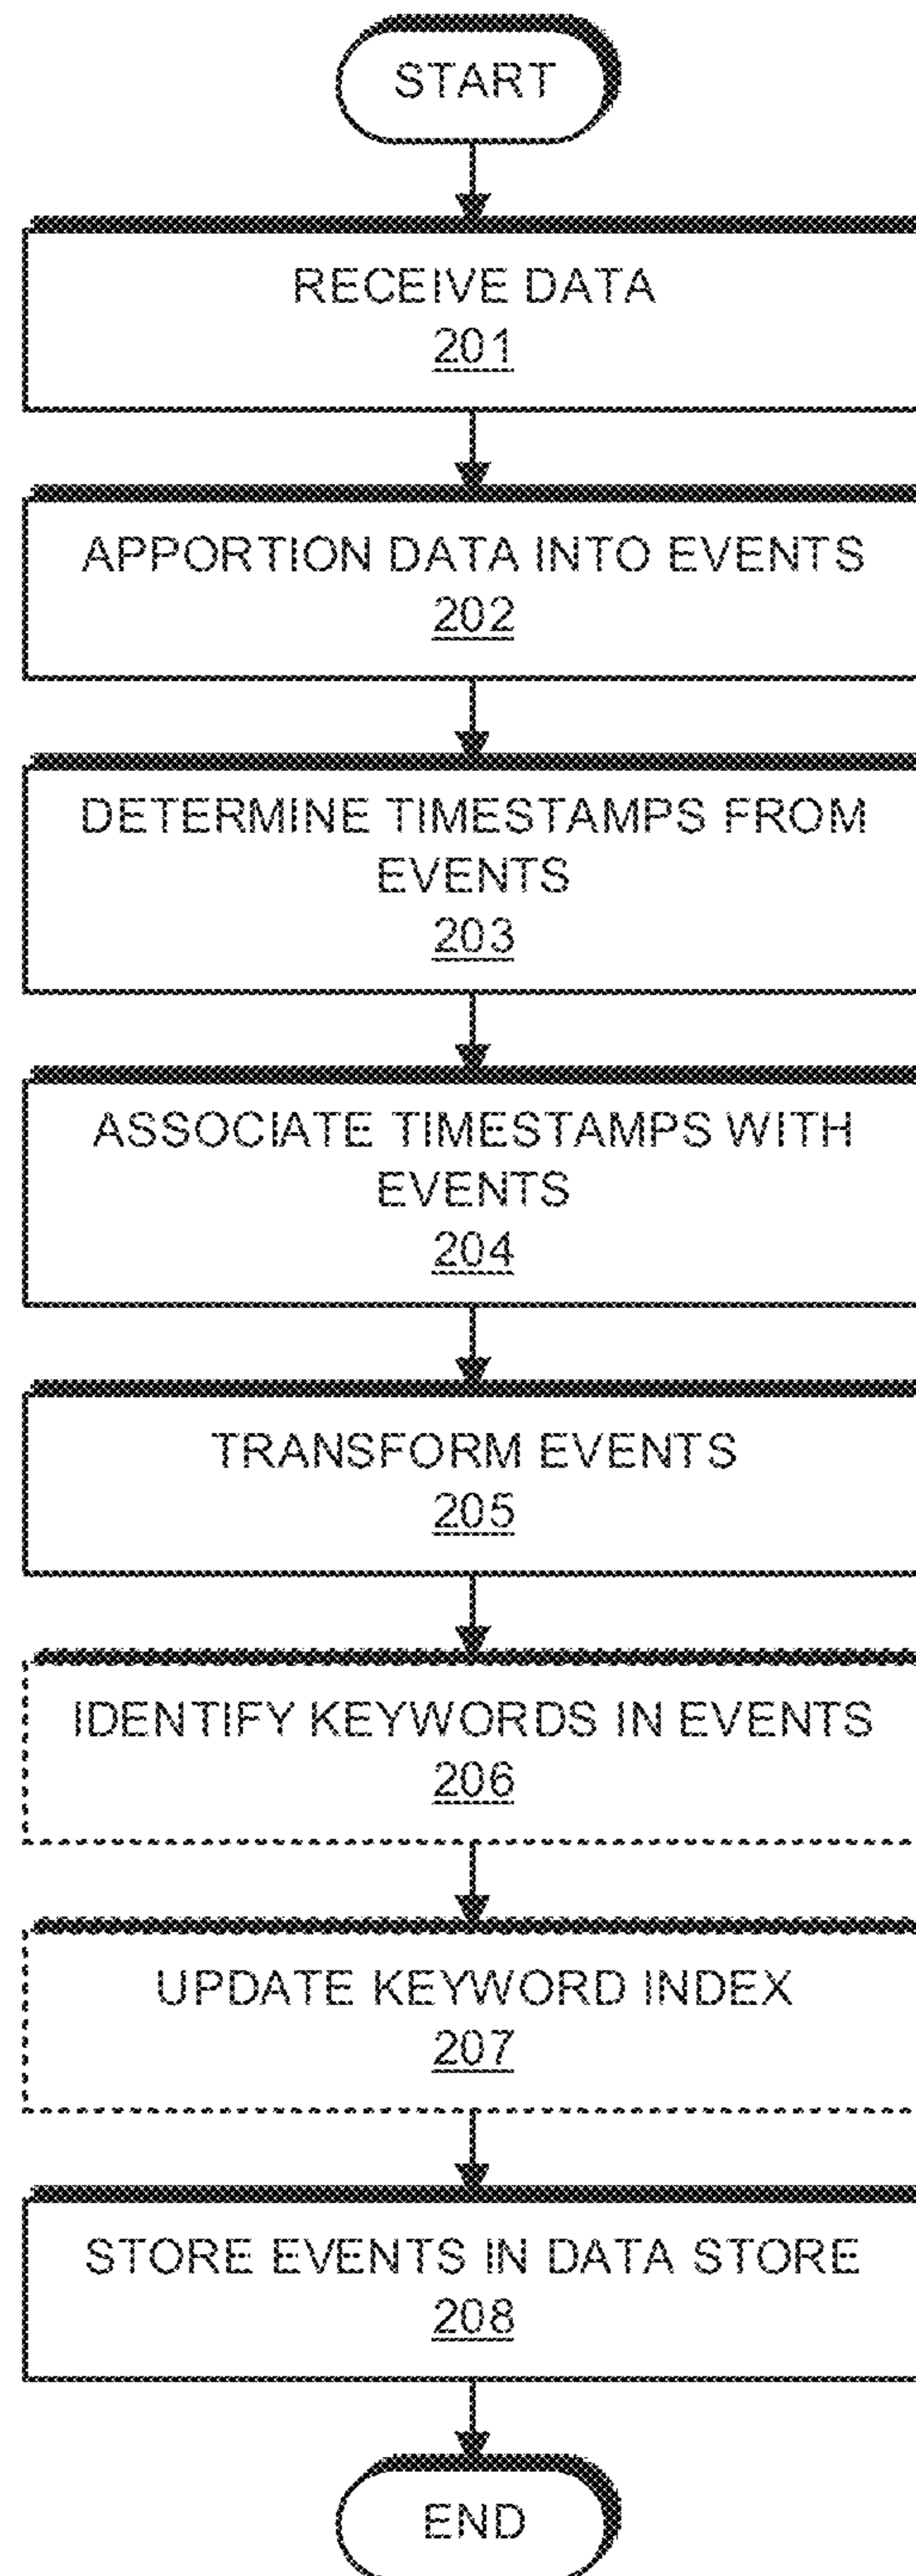 START
RECEIVE DATA
201
APPORTION DATA INTO EVENTS
202
DETERMINE TIMESTAMPS FROM
EVENTS
203
ASSOCIATE TIMESTAMPS WITH
EVENTS
204
TRANSFORM EVENTS
205
IDENTIFY KEYWORDS IN EVENTS
206
UPDATE KEYWORD INDEX
207
STORE EVENTS IN DATA STORE
208
END